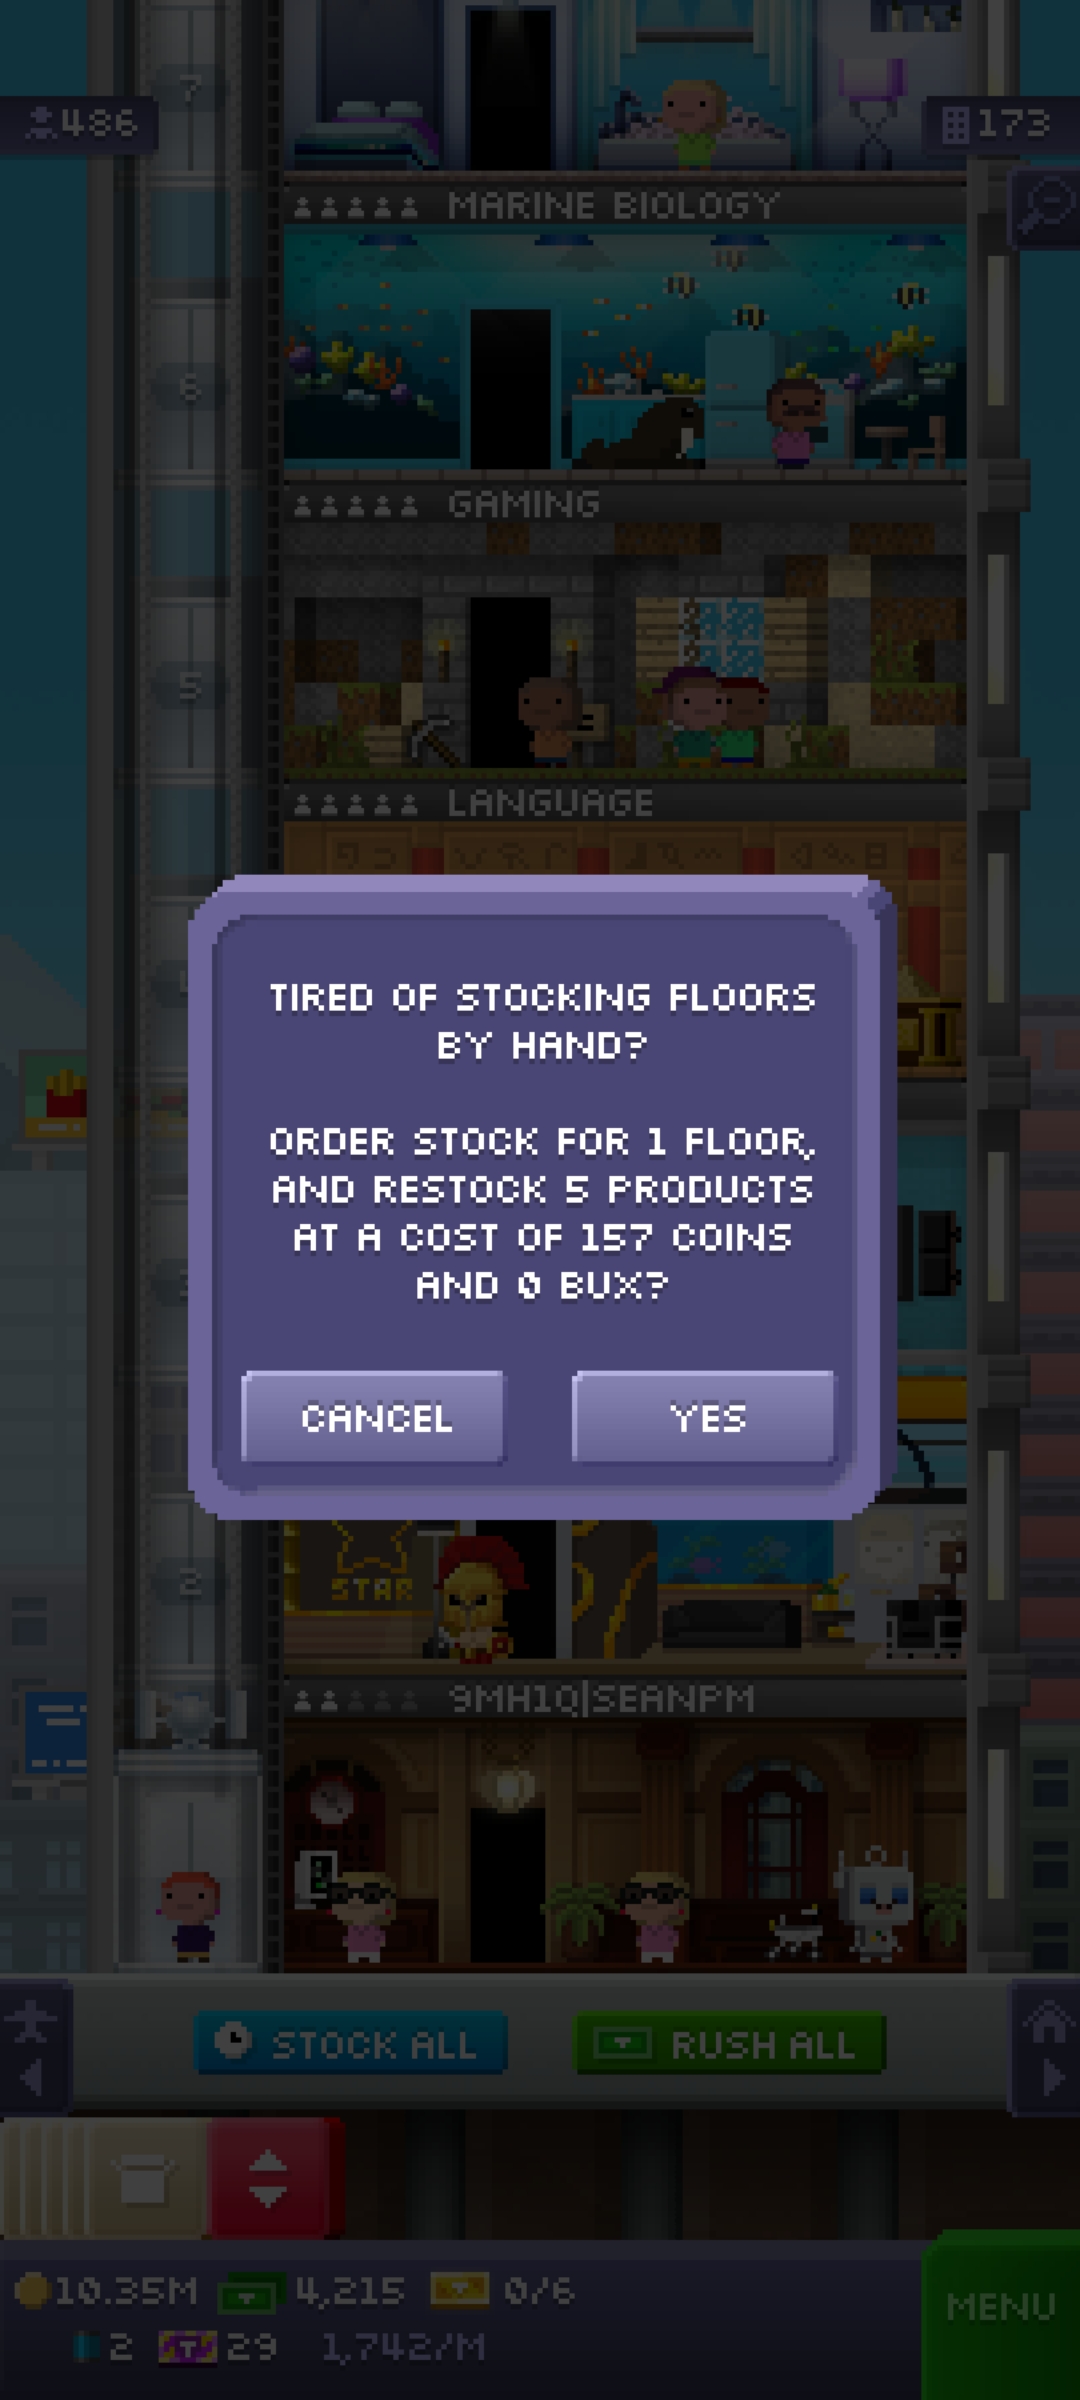 7
486
173
MARINE BIOLOGY
6
GAMING
5
LANGUAGE
TIRED OF STOCKING FLOORS
BY HAND?
ORDER STOCK FOR 1 FLOOR,
AND RESTOCK 5 PRODUCTS
AT A COST OF 157 COINS
AND 0 BUX?
CANCEL
YES
2
STAR
9MH1Q|SEANPM
STOCK ALL
RUSH ALL
10.35M
4,215
0/6
MENU
2
29
1,742/M